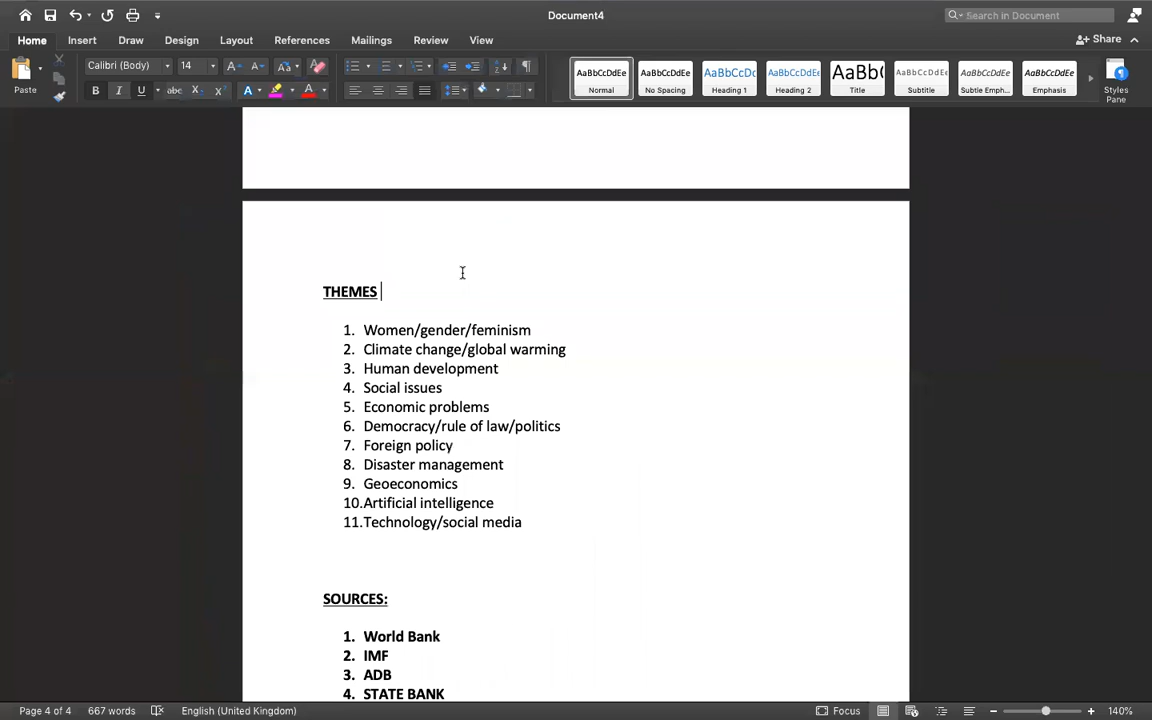 Document4
Search in Document
Home Insert Draw Design Layout References Mailings Review View
Share
Paste
Calibri (Body) 14
AaBbCcDdEe AaBbCcDdEe AaBbCcDc AaBbCcDdEe AaBb( AaBbCcDdEe AaBbCcDdEe AaBbCcDdEe
Normal No Spacing Heading 1 Heading 2 Title Subtitle Subtle Emph... Emphasis
Styles
Pane
THEMES
1. Women/gender/feminism
2. Climate change/global warming
3. Human development
4. Social issues
5. Economic problems
6. Democracy/rule of law/politics
7. Foreign policy
8. Disaster management
9. Geoeconomics
10.Artificial intelligence
11.Technology/social media
SOURCES:
1. World Bank
2. IMF
3. ADB
4. STATE BANK
Page 4 of 4 667 words English (United Kingdom) Focus 140%